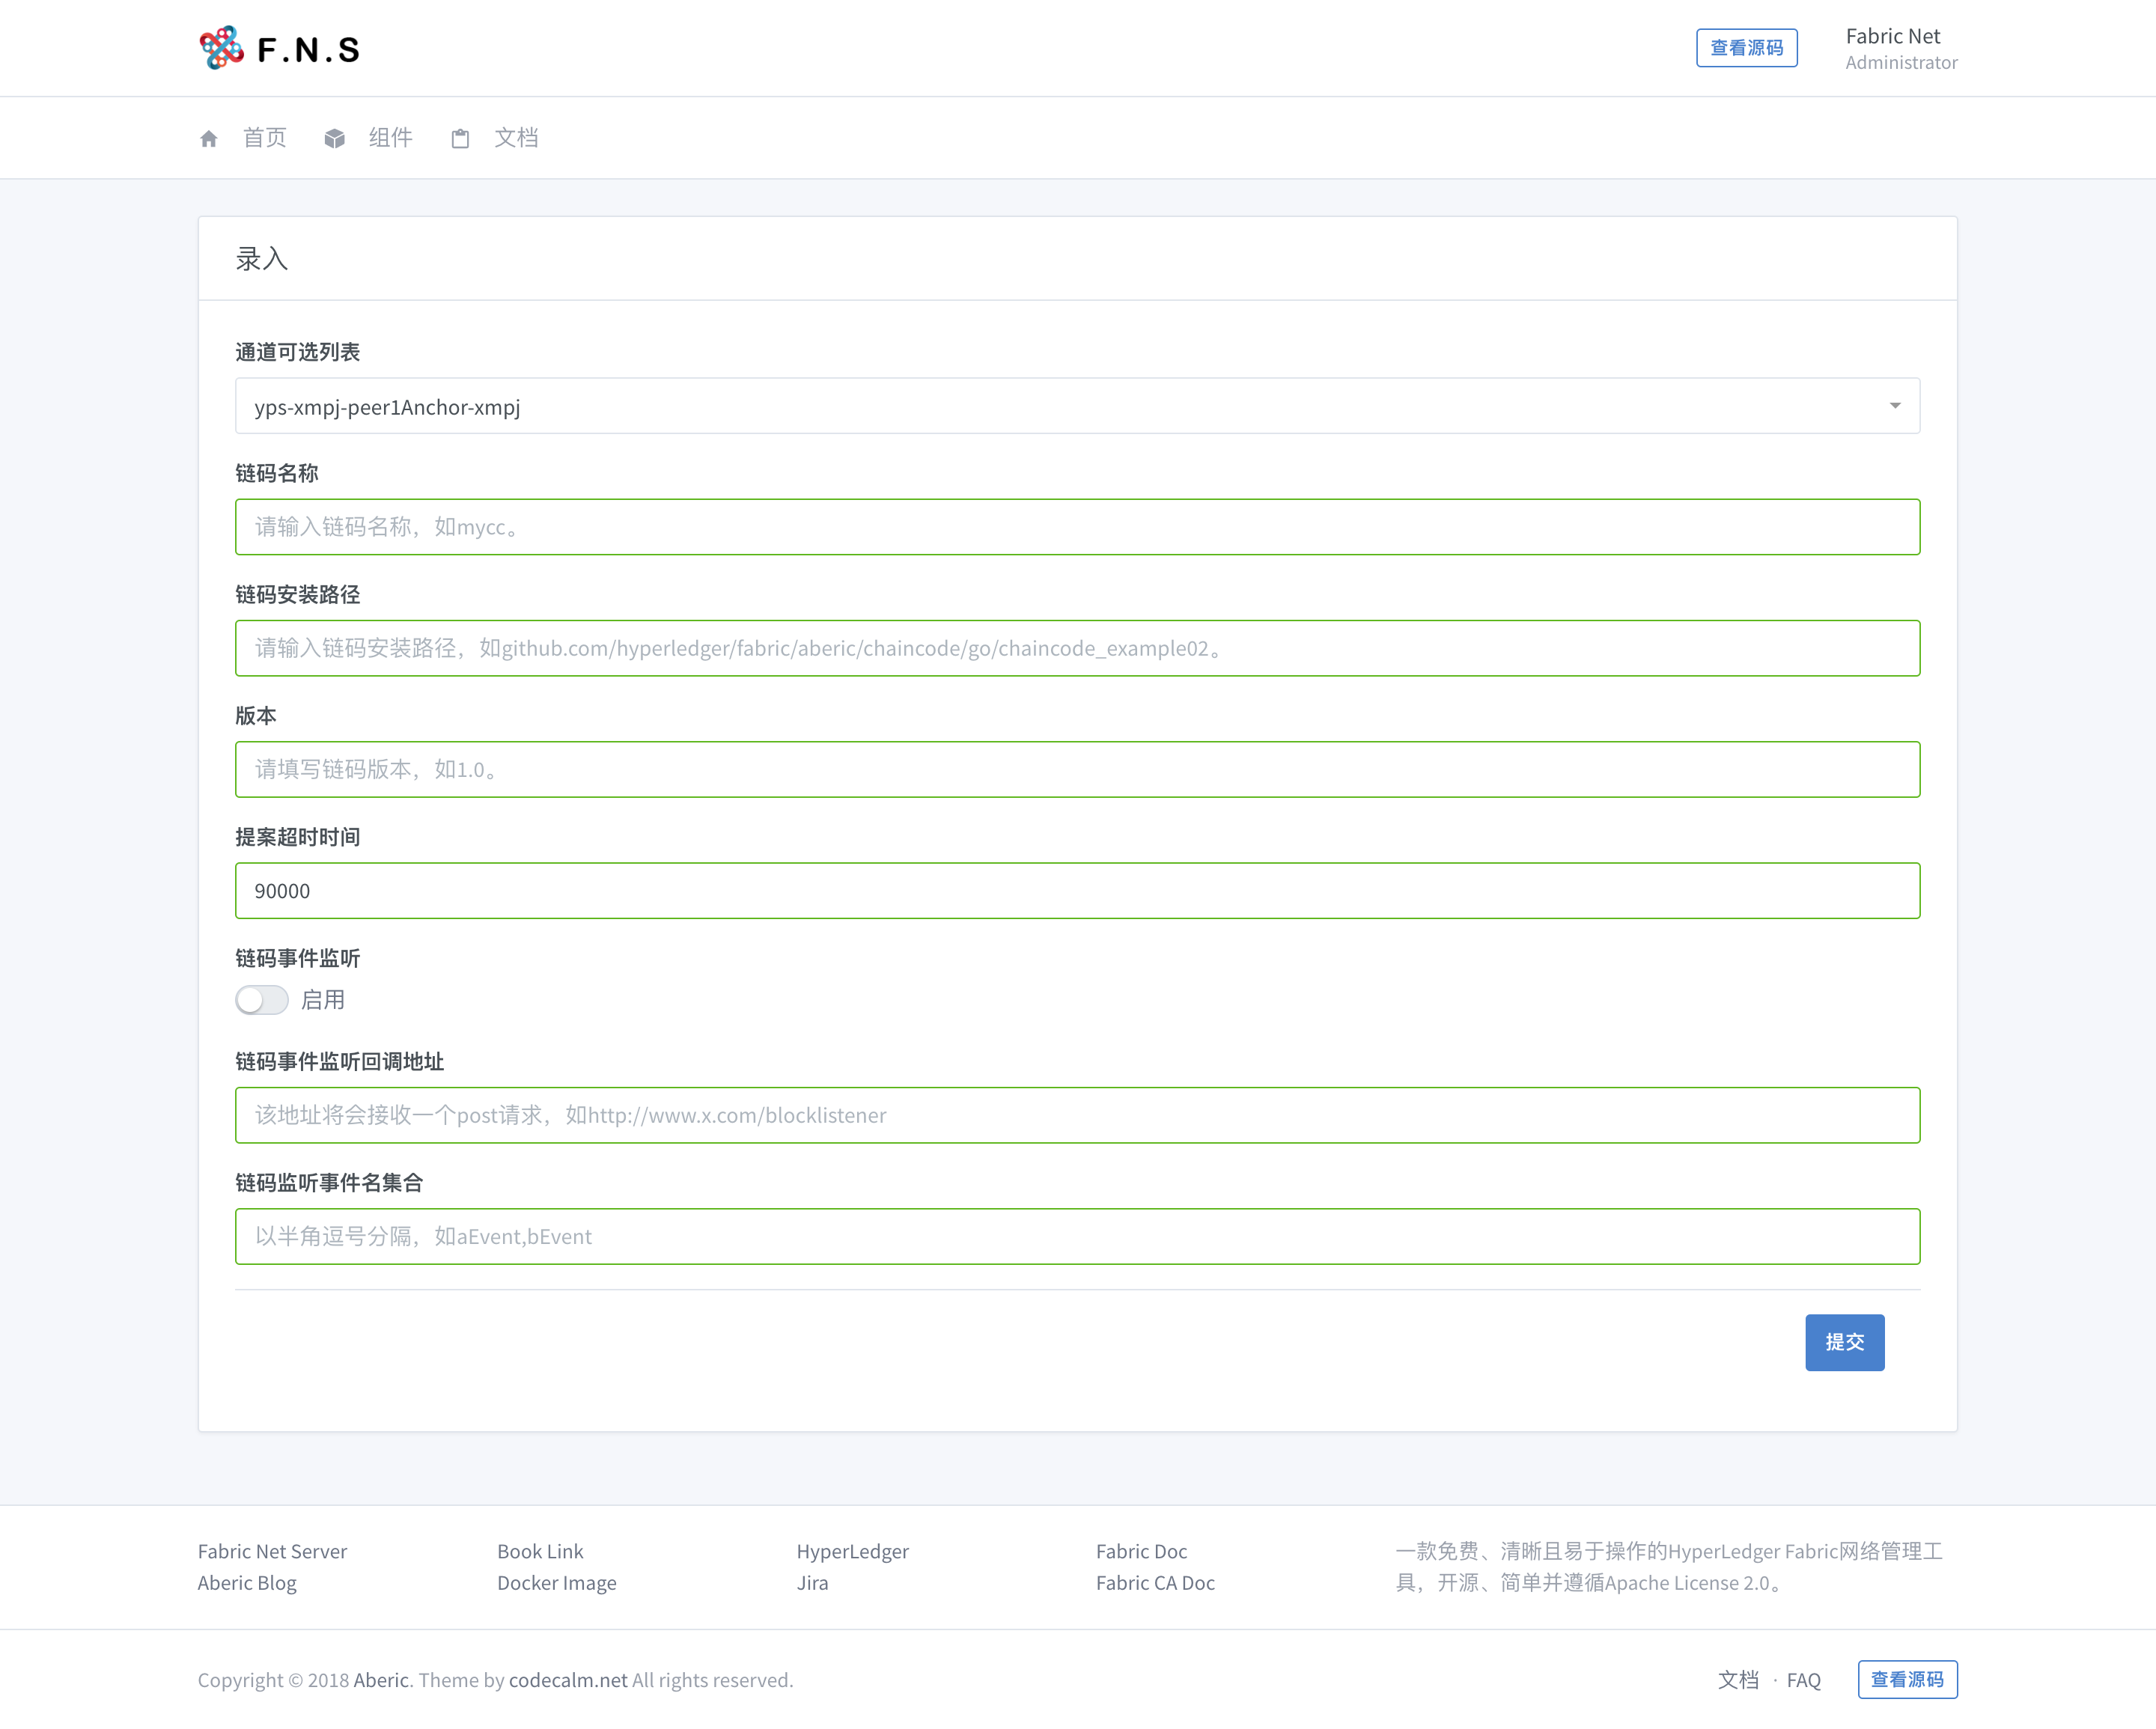 F.N.S
查看源码
Fabric Net
Administrator
首页
组件
文档
录入
通道可选列表
yps-xmpj-peer1Anchor-xmpj
链码名称
请输入链码名称，如mycc。
链码安装路径
请输入链码安装路径，如github.com/hyperledger/fabric/aberic/chaincode/go/chaincode_example02。
版本
请填写链码版本，如1.0。
提案超时时间
90000
链码事件监听
启用
链码事件监听回调地址
该地址将会接收一个post请求，如http://www.x.com/blocklistener
链码监听事件名集合
以半角逗号分隔，如aEvent,bEvent
提交
Fabric Net Server
Aberic Blog
Book Link
Docker Image
HyperLedger
Jira
Fabric Doc
Fabric CA Doc
一款免费、清晰且易于操作的HyperLedger Fabric网络管理工
具，开源、简单并遵循Apache License 2.0。
Copyright © 2018 Aberic. Theme by codecalm.net All rights reserved.
文档 · FAQ
查看源码